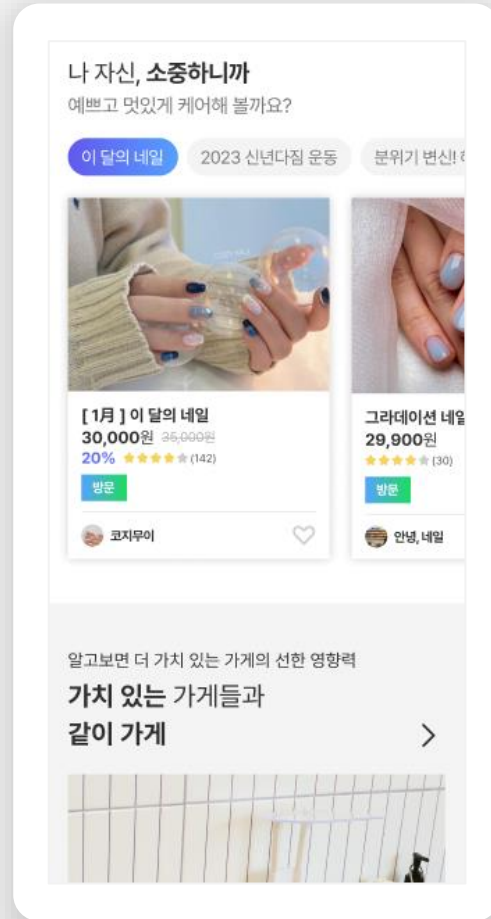 나 자신, 소중하니까
예쁘고 멋있게 케어해 볼까요?
이 달의 네일
2023 신년다짐 운동
분위기 변신!
[ 1月 ] 이 달의 네일
30,000원 35,000원
20% (142)
방문
코지무이
그라데이션 네일
29,900원
(30)
방문
안녕, 네일
알고보면 더 가치 있는 가게의 선한 영향력
가치 있는 가게들과
같이 가게